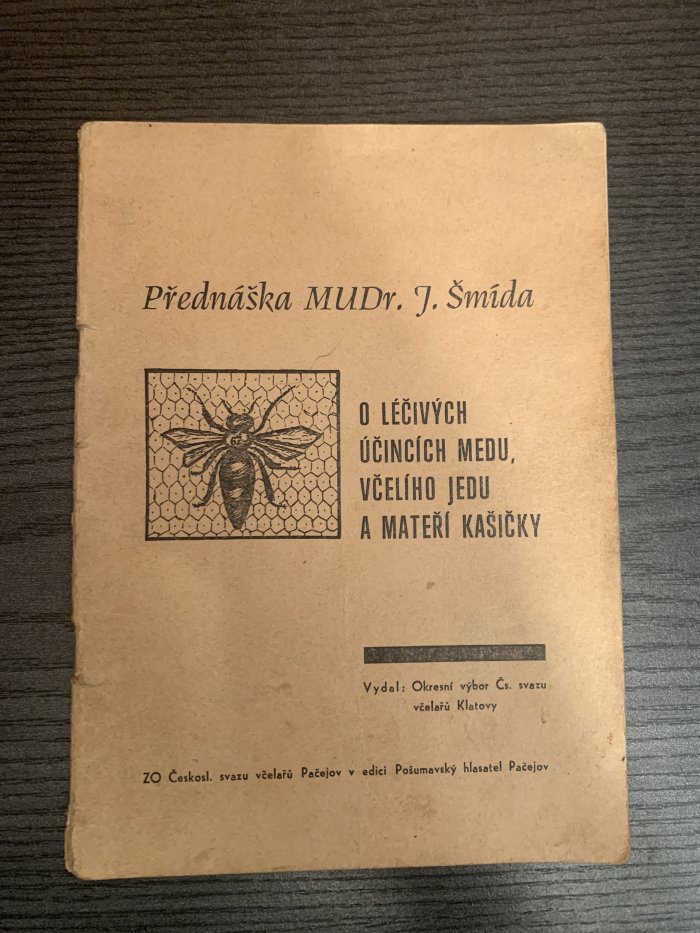 Přednáška MUDr. J. Šmída
62
O LÉČIVÝCH
ÚČINCÍCH MEDU,
VČELÍHO JEDU
A MATEŘÍ KAŠIČKY
Vydal: Okresní výbor Čs. svazu
včelařů Klatovy
ZO Českosl. svazu včelařů Pačejov v edici Pošumavský hlasatel Pačejov